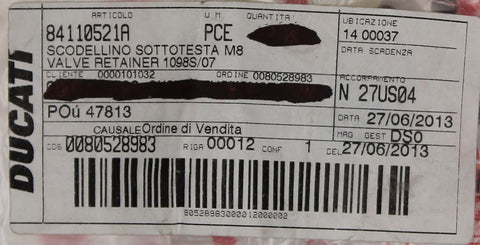 DUCATI
ARTICOLO U.M QUANTITA' UBICAZIONE
84110521A PCE 14 00037
SCODELLINO SOTTOTESTA M8 DATA SCADENZA
VALVE RETAINER 1098S/07
CLIENTE 0000101032 ORDINE 0080528983 ACCORPAMENTO
N 27US04
POú 47813 DATA 27/06/2013
CAUSALE Ordine di Vendita MAG GEST DS0
ODS 0080528983 RIGA 00012 CONF 1 DEL 27/06/2013
80528983000012000002